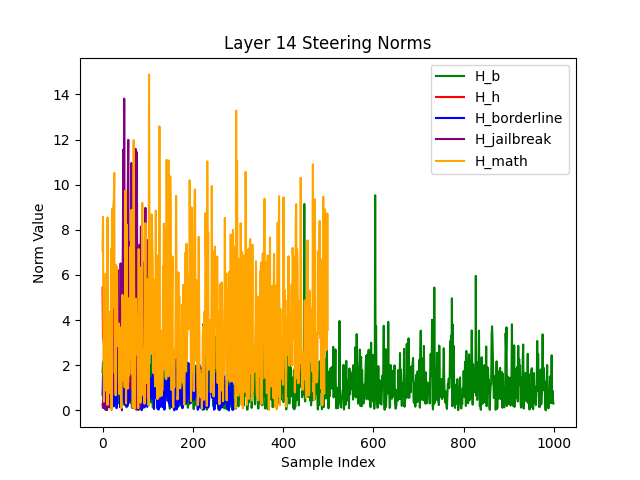 Layer 14 Steering Norms
H_b
H_h
H_borderline
H_jailbreak
H_math
Norm Value
14
12
10
8
6
4
2
0
0 200 400 600 800 1000
Sample Index